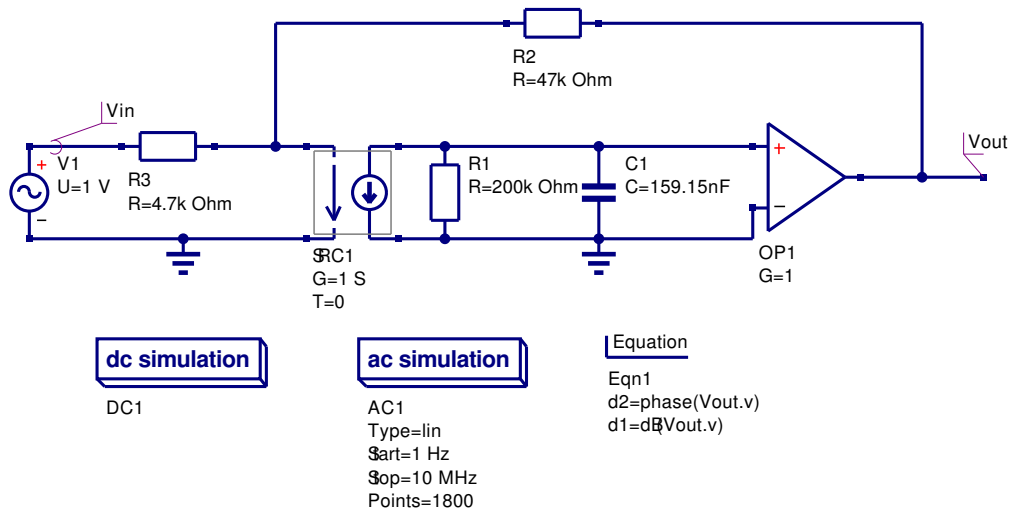 R2
R=47k Ohm
Vin
Vout
+
V1
U=1 V
−
R3
R=4.7k Ohm
R1
R=200k Ohm
C1
C=159.15nF
+
−
SRC1
G=1 S
T=0
OP1
G=1
dc simulation
DC1
ac simulation
AC1
Type=lin
Start=1 Hz
Stop=10 MHz
Points=1800
Equation
Eqn1
d2=phase(Vout.v)
d1=dB(Vout.v)